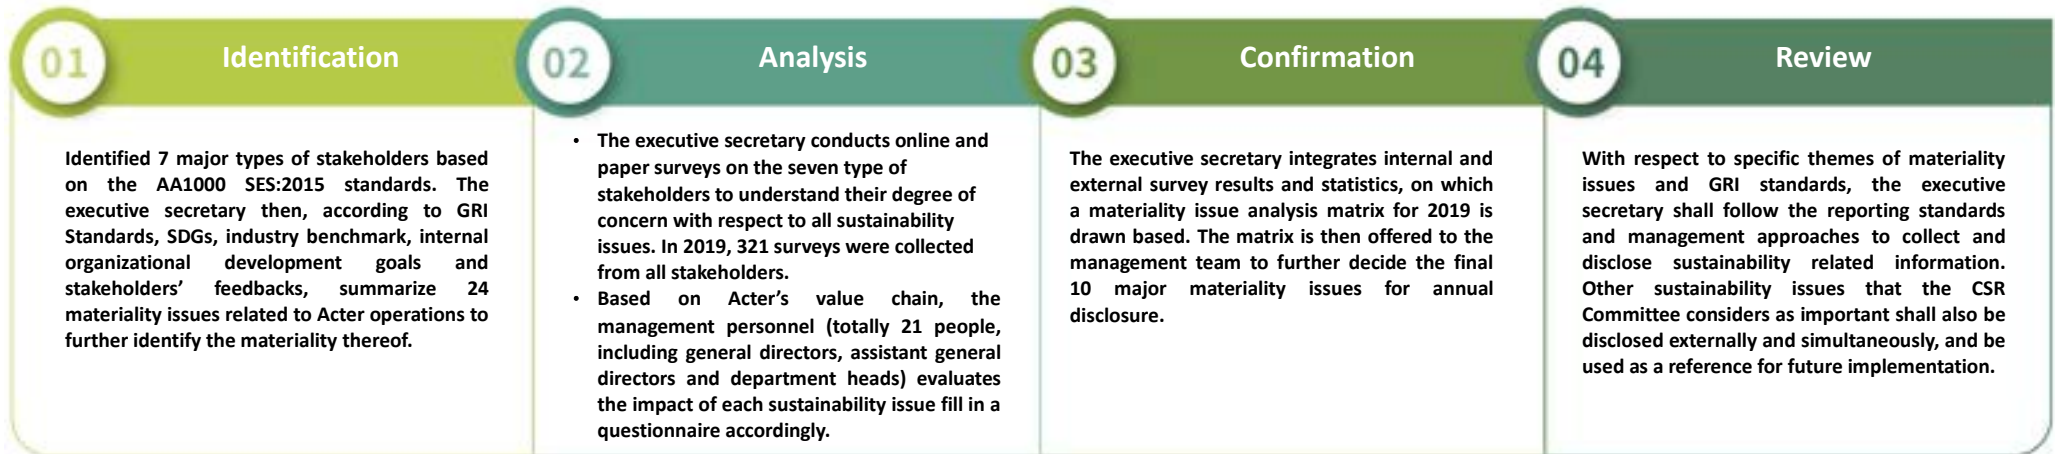 01
Identification
Identified 7 major types of stakeholders based
on the AA1000 SES:2015 standards. The
executive secretary then, according to GRI
Standards, SDGs, industry benchmark, internal
organizational development goals and
stakeholders’ feedbacks, summarize 24
materiality issues related to Acter operations to
further identify the materiality thereof.
02
Analysis
• The executive secretary conducts online and
paper surveys on the seven type of
stakeholders to understand their degree of
concern with respect to all sustainability
issues. In 2019, 321 surveys were collected
from all stakeholders.
• Based on Acter’s value chain, the
management personnel (totally 21 people,
including general directors, assistant general
directors and department heads) evaluates
the impact of each sustainability issue fill in a
questionnaire accordingly.
03
Confirmation
The executive secretary integrates internal and
external survey results and statistics, on which
a materiality issue analysis matrix for 2019 is
drawn based. The matrix is then offered to the
management team to further decide the final
10 major materiality issues for annual
disclosure.
04
Review
With respect to specific themes of materiality
issues and GRI standards, the executive
secretary shall follow the reporting standards
and management approaches to collect and
disclose sustainability related information.
Other sustainability issues that the CSR
Committee considers as important shall also be
disclosed externally and simultaneously, and be
used as a reference for future implementation.